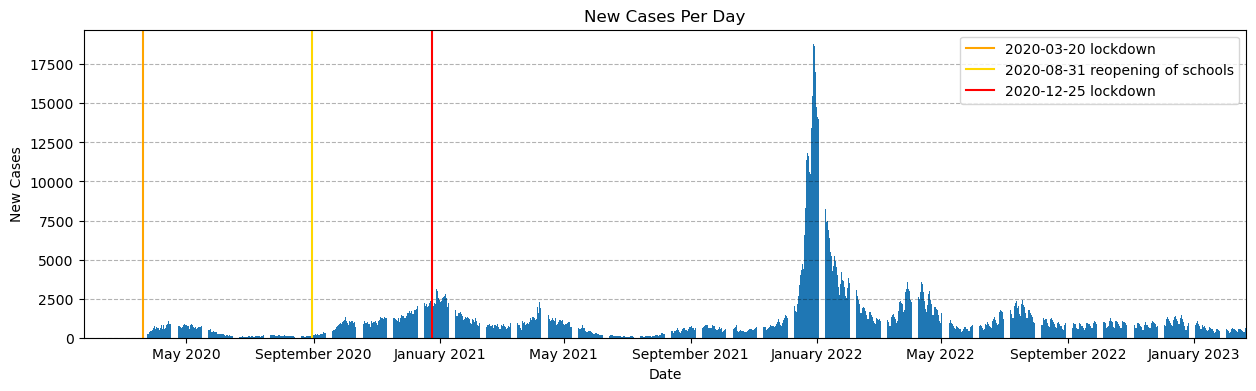 New Cases Per Day
2020-03-20 lockdown
2020-08-31 reopening of schools
2020-12-25 lockdown
New Cases
17500
15000
12500
10000
7500
5000
2500
0
May 2020
September 2020
January 2021
May 2021
September 2021
January 2022
May 2022
September 2022
January 2023
Date